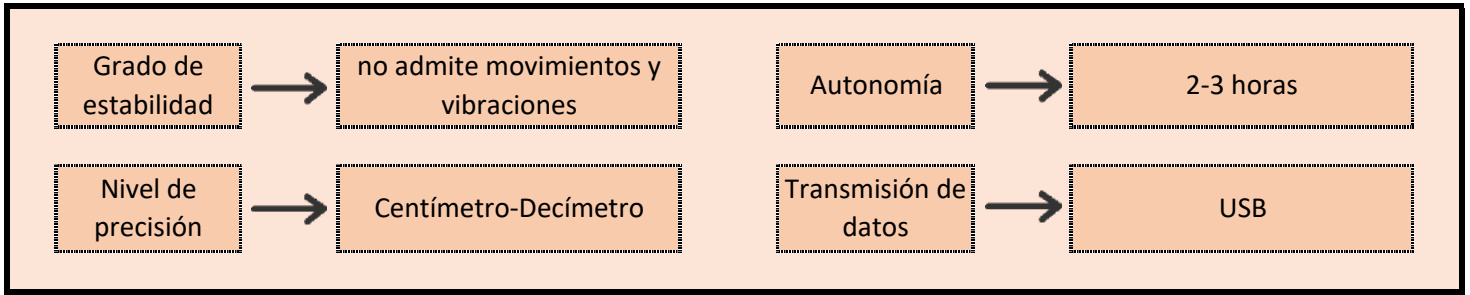 Grado de
estabilidad
no admite movimientos y
vibraciones
Autonomía
2-3 horas
Nivel de
precisión
Centímetro-Decímetro
Transmisión de
datos
USB